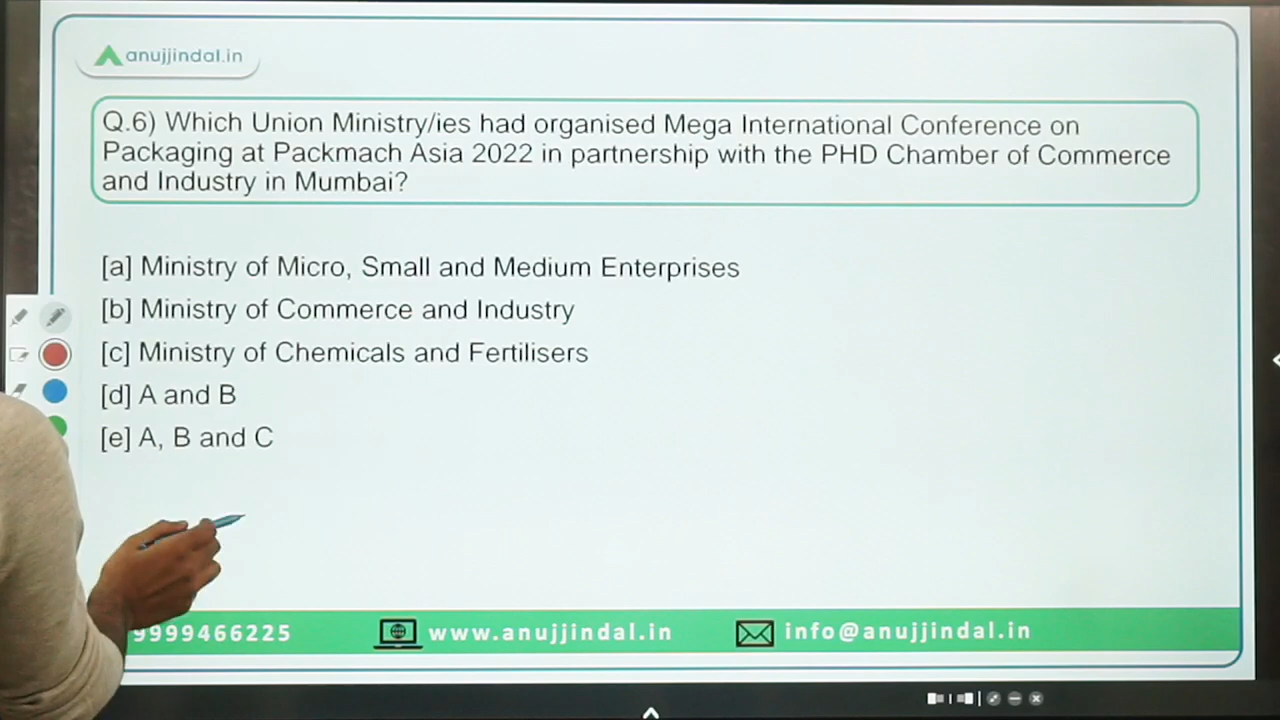 anujjindal.in
Q.6) Which Union Ministry/ies had organised Mega International Conference on
Packaging at Packmach Asia 2022 in partnership with the PHD Chamber of Commerce
and Industry in Mumbai?
[a] Ministry of Micro, Small and Medium Enterprises
[b] Ministry of Commerce and Industry
[c] Ministry of Chemicals and Fertilisers
[d] A and B
[e] A, B and C
9999466225 www.anujjindal.in info@anujjindal.in